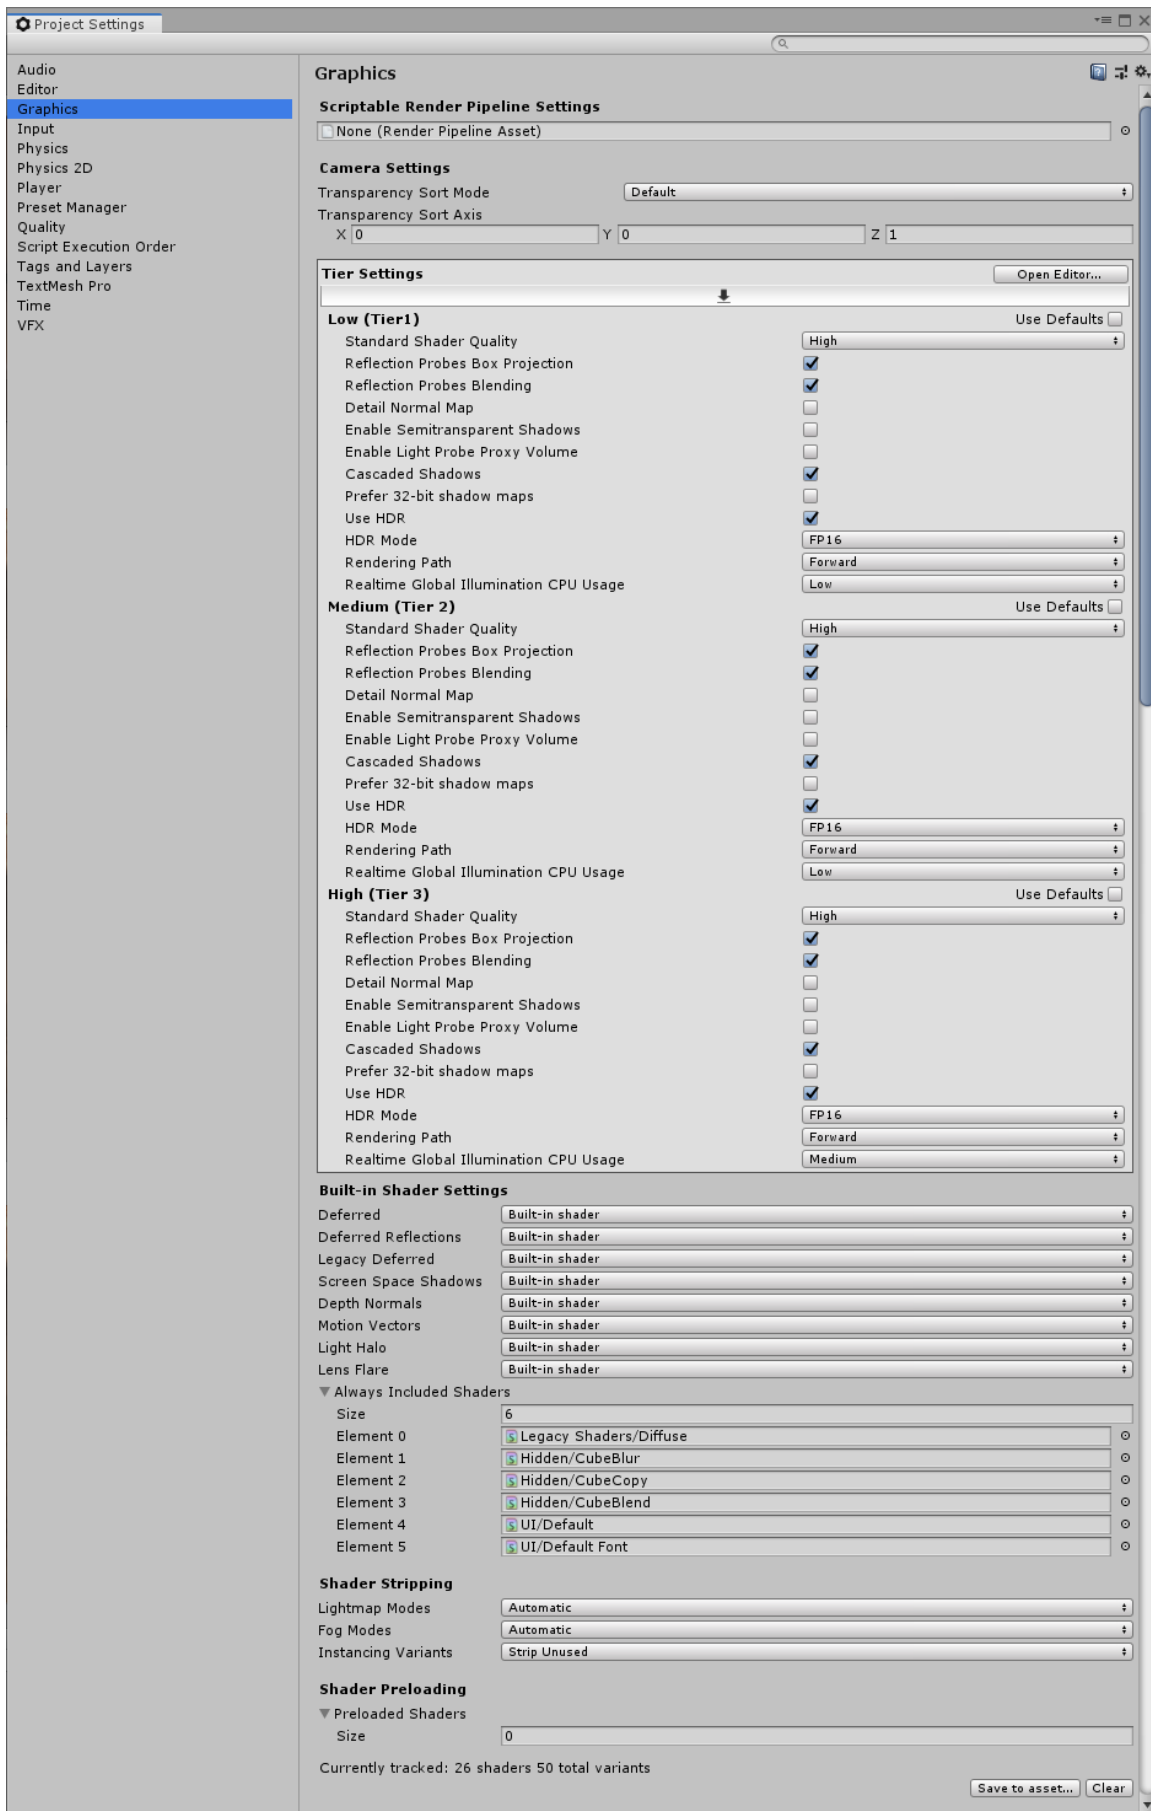 Project Settings
Audio
Editor
Graphics
Input
Physics
Physics 2D
Player
Preset Manager
Quality
Script Execution Order
Tags and Layers
TextMesh Pro
Time
VFX
Graphics
Scriptable Render Pipeline Settings
None (Render Pipeline Asset)
Camera Settings
Transparency Sort Mode Default
Transparency Sort Axis
X 0 Y 0 Z 1
Tier Settings Open Editor...
Low (Tier1) Use Defaults
Standard Shader Quality High
Reflection Probes Box Projection
Reflection Probes Blending
Detail Normal Map
Enable Semitransparent Shadows
Enable Light Probe Proxy Volume
Cascaded Shadows
Prefer 32-bit shadow maps
Use HDR
HDR Mode FP16
Rendering Path Forward
Realtime Global Illumination CPU Usage Low
Medium (Tier 2) Use Defaults
Standard Shader Quality High
Reflection Probes Box Projection
Reflection Probes Blending
Detail Normal Map
Enable Semitransparent Shadows
Enable Light Probe Proxy Volume
Cascaded Shadows
Prefer 32-bit shadow maps
Use HDR
HDR Mode FP16
Rendering Path Forward
Realtime Global Illumination CPU Usage Low
High (Tier 3) Use Defaults
Standard Shader Quality High
Reflection Probes Box Projection
Reflection Probes Blending
Detail Normal Map
Enable Semitransparent Shadows
Enable Light Probe Proxy Volume
Cascaded Shadows
Prefer 32-bit shadow maps
Use HDR
HDR Mode FP16
Rendering Path Forward
Realtime Global Illumination CPU Usage Medium
Built-in Shader Settings
Deferred Built-in shader
Deferred Reflections Built-in shader
Legacy Deferred Built-in shader
Screen Space Shadows Built-in shader
Depth Normals Built-in shader
Motion Vectors Built-in shader
Light Halo Built-in shader
Lens Flare Built-in shader
Always Included Shaders
Size 6
Element 0 Legacy Shaders/Diffuse
Element 1 Hidden/CubeBlur
Element 2 Hidden/CubeCopy
Element 3 Hidden/CubeBlend
Element 4 UI/Default
Element 5 UI/Default Font
Shader Stripping
Lightmap Modes Automatic
Fog Modes Automatic
Instancing Variants Strip Unused
Shader Preloading
Preloaded Shaders
Size 0
Currently tracked: 26 shaders 50 total variants
Save to asset... Clear